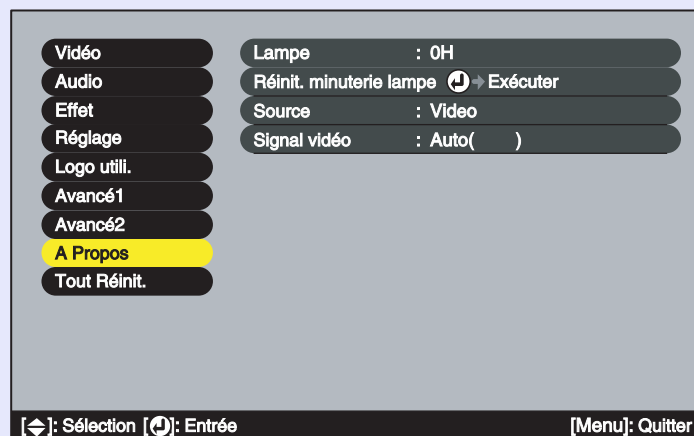 Vidéo
Audio
Effet
Réglage
Logo utili.
Avancé1
Avancé2
A Propos
Tout Réinit.
Lampe : 0H
Réinit. minuterie lampe Exécuter
Source : Video
Signal vidéo : Auto( )
[]: Sélection []: Entrée [Menu]: Quitter